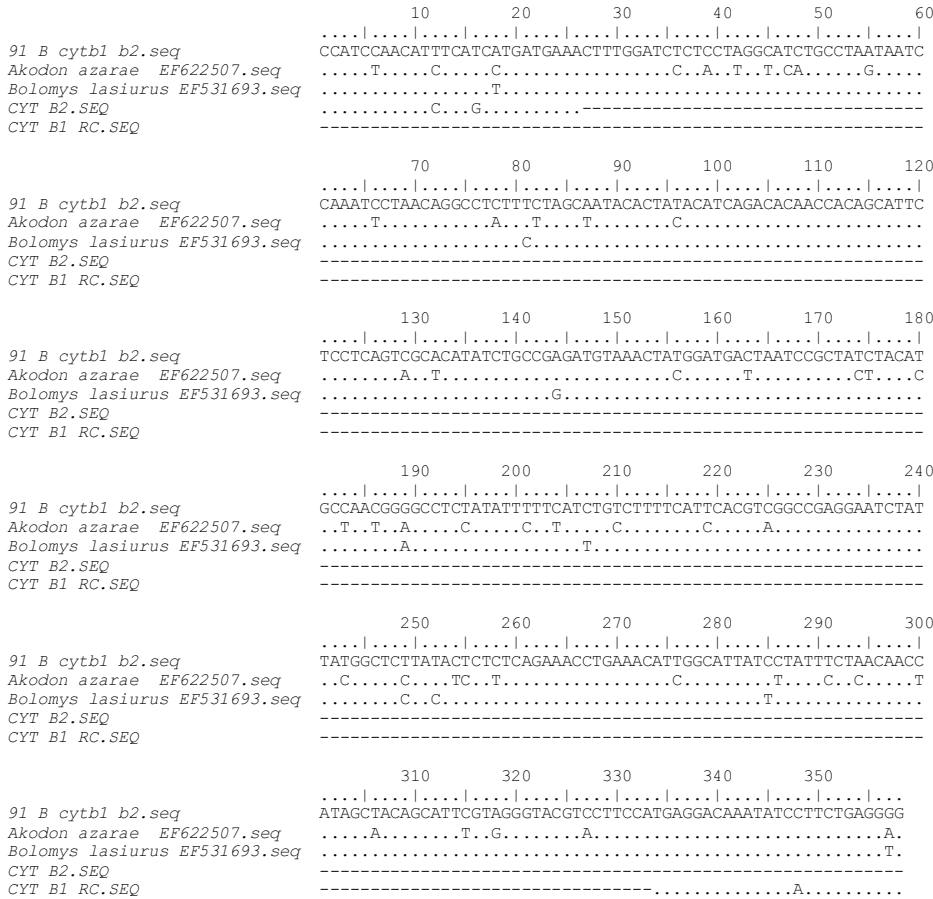 10 20 30 40 50 60
....|....|....|....|....|....|....|....|....|....|....|....|
91 B cytb1 b2.seq CCATCCAACATTTCATCATGATGAAACTTTGGATCTCTCCTAGGCATCTGCCTAATAATC
Akodon azarae EF622507.seq .....T.....C.....C.................C..A..T..T.CA......G.....
Bolomys lasiurus EF531693.seq .................T..........................................
CYT B2.SEQ ...........C...G..........----------------------------------
CYT B1 RC.SEQ ------------------------------------------------------------
70 80 90 100 110 120
....|....|....|....|....|....|....|....|....|....|....|....|
91 B cytb1 b2.seq CAAATCCTAACAGGCCTCTTTCTAGCAATACACTATACATCAGACACAACCACAGCATTC
Akodon azarae EF622507.seq .....T...........A...T....T........C........................
Bolomys lasiurus EF531693.seq ....................C.......................................
CYT B2.SEQ ------------------------------------------------------------
CYT B1 RC.SEQ ------------------------------------------------------------
130 140 150 160 170 180
....|....|....|....|....|....|....|....|....|....|....|....|
91 B cytb1 b2.seq TCCTCAGTCGCACATATCTGCCGAGATGTAAACTATGGATGACTAATCCGCTATCTACAT
Akodon azarae EF622507.seq ........A..T.......................C......T..........CT....C
Bolomys lasiurus EF531693.seq .......................G....................................
CYT B2.SEQ ------------------------------------------------------------
CYT B1 RC.SEQ ------------------------------------------------------------
190 200 210 220 230 240
....|....|....|....|....|....|....|....|....|....|....|....|
91 B cytb1 b2.seq GCCAACGGGGCCTCTATATTTTTCATCTGTCTTTTCATTCACGTCGGCCGAGGAATCTAT
Akodon azarae EF622507.seq ..T..T..A.....C.....C..T.....C........C.....A...............
Bolomys lasiurus EF531693.seq ........A.................T.................................
CYT B2.SEQ ------------------------------------------------------------
CYT B1 RC.SEQ ------------------------------------------------------------
250 260 270 280 290 300
....|....|....|....|....|....|....|....|....|....|....|....|
91 B cytb1 b2.seq TATGGCTCTTATACTCTCTCAGAAACCTGAAACATTGGCATTATCCTATTTCTAACAACC
Akodon azarae EF622507.seq ..C.....C....TC..C.................C.........T....C..C.....T
Bolomys lasiurus EF531693.seq ........C..C................................T...............
CYT B2.SEQ ------------------------------------------------------------
CYT B1 RC.SEQ ------------------------------------------------------------
310 320 330 340 350
....|....|....|....|....|....|....|....|....|....|....|...
91 B cytb1 b2.seq ATAGCTACAGCATTCGTAGGGTACGTCCTTCCATGAGGACAAATATCCTTCTGAGGGG
Akodon azarae EF622507.seq .....A........T..G........A.............................A.
Bolomys lasiurus EF531693.seq ........................................................T.
CYT B2.SEQ ----------------------------------------------------------
CYT B1 RC.SEQ ---------------------------------..............A..........